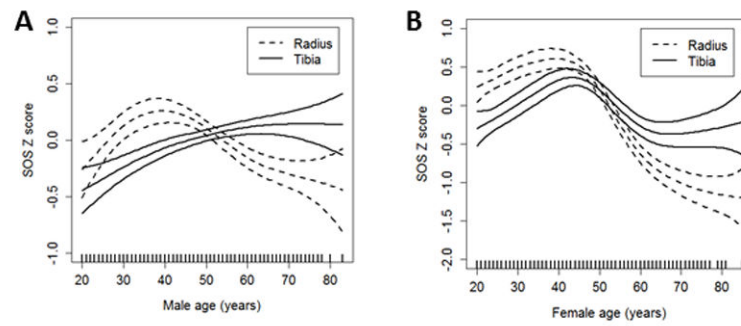 A
SOS Z score
1.0
0.5
0.0
-0.5
-1.0
Radius
Tibia
20 30 40 50 60 70 80
Male age (years)
B
SOS Z score
1.0
0.5
0.0
-0.5
-1.0
-1.5
-2.0
Radius
Tibia
20 30 40 50 60 70 80
Female age (years)